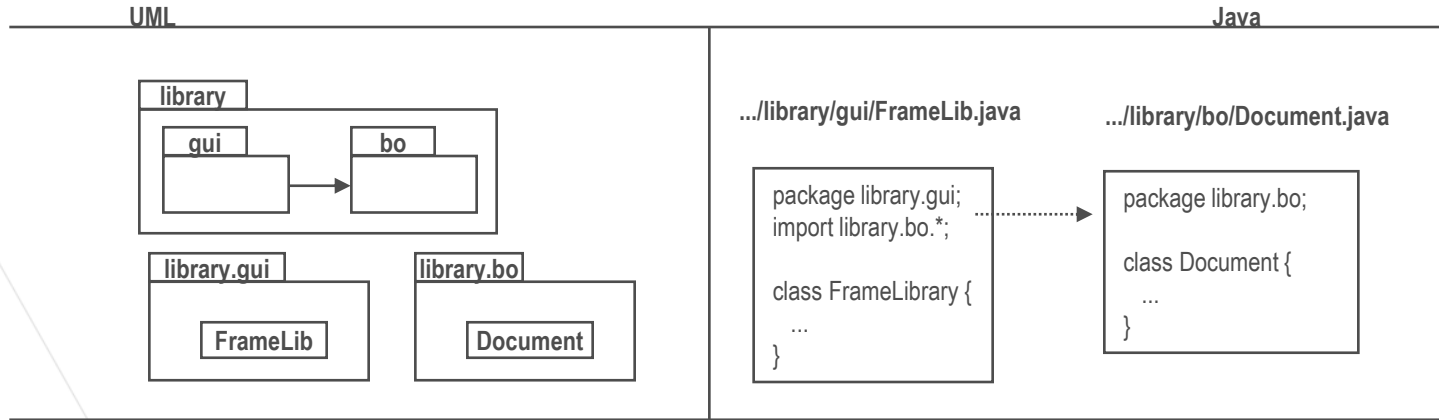 UML
Java
library
gui
bo
library.gui
library.bo
FrameLib
Document
.../library/gui/FrameLib.java
.../library/bo/Document.java
package library.gui;
import library.bo.*;
class FrameLibrary {
...
}
package library.bo;
class Document {
...
}